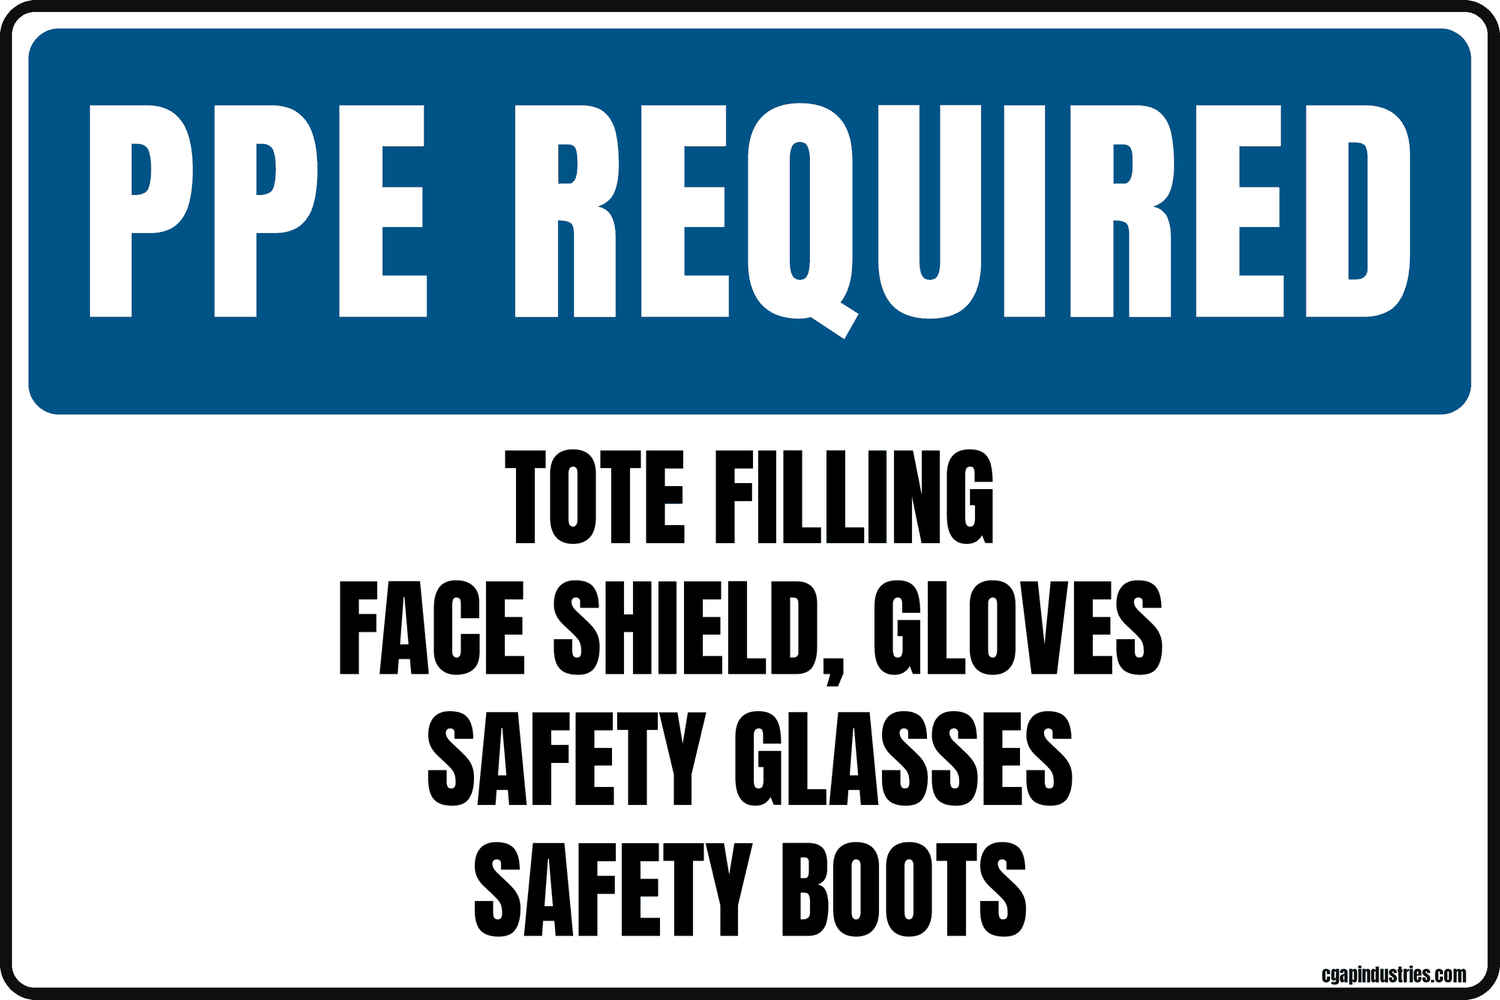 PPE REQUIRED
TOTE FILLING
FACE SHIELD, GLOVES
SAFETY GLASSES
SAFETY BOOTS
cgapindustries.com